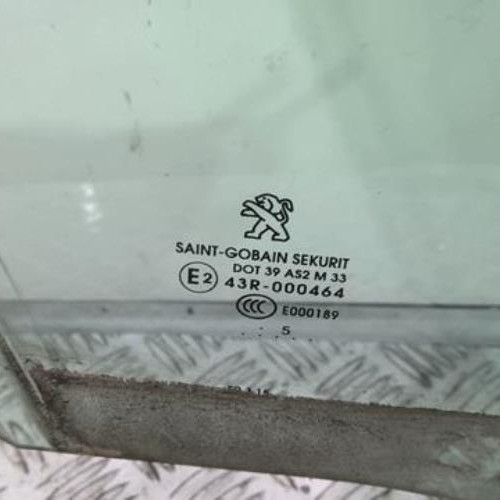 SAINT-GOBAIN SEKURIT
DOT 39 AS2 M 33
E2 43R-000464
CCC E000189
. : 5